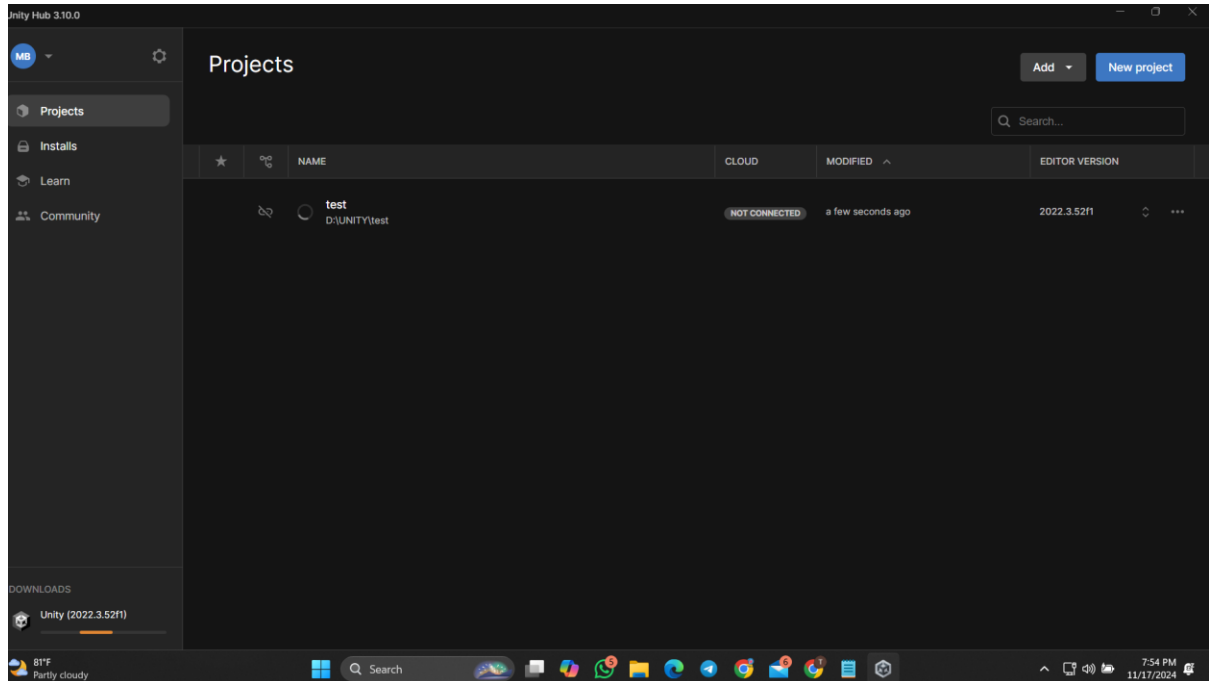 Unity Hub 3.10.0
MB
Projects
Installs
Learn
Community
Projects
Add
New project
Search...
NAME
CLOUD
MODIFIED
EDITOR VERSION
test
D:\UNITY\test
NOT CONNECTED
a few seconds ago
2022.3.52f1
DOWNLOADS
Unity (2022.3.52f1)
81°F
Partly cloudy
Search
5
6
T
7:54 PM
11/17/2024